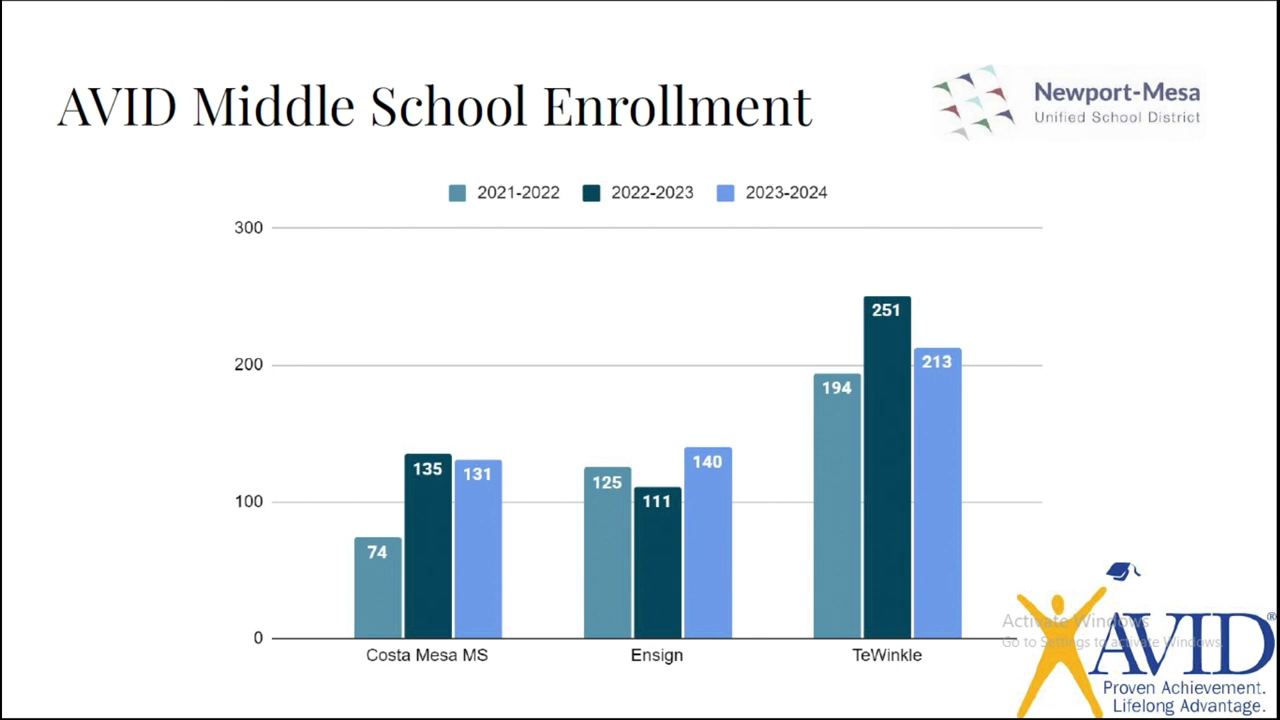 AVID Middle School Enrollment
Newport-Mesa
Unified School District
2021-2022 2022-2023 2023-2024
300
200
100
0
74
135
131
125
111
140
194
251
213
Costa Mesa MS
Ensign
TeWinkle
Activate Windows
Go to Settings to activate Windows.
AVID®
Proven Achievement.
Lifelong Advantage.